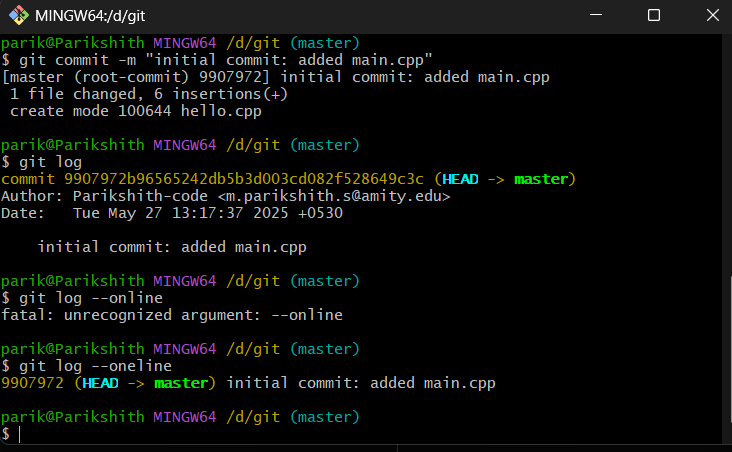 MINGW64:/d/git
parik@Parikshith MINGW64 /d/git (master)
$ git commit -m "initial commit: added main.cpp"
[master (root-commit) 9907972] initial commit: added main.cpp
 1 file changed, 6 insertions(+)
 create mode 100644 hello.cpp
parik@Parikshith MINGW64 /d/git (master)
$ git log
commit 9907972b96565242db5b3d003cd082f528649c3c (HEAD -> master)
Author: Parikshith-code <m.parikshith.s@amity.edu>
Date:   Tue May 27 13:17:37 2025 +0530
    initial commit: added main.cpp
parik@Parikshith MINGW64 /d/git (master)
$ git log --online
fatal: unrecognized argument: --online
parik@Parikshith MINGW64 /d/git (master)
$ git log --oneline
9907972 (HEAD -> master) initial commit: added main.cpp
parik@Parikshith MINGW64 /d/git (master)
$